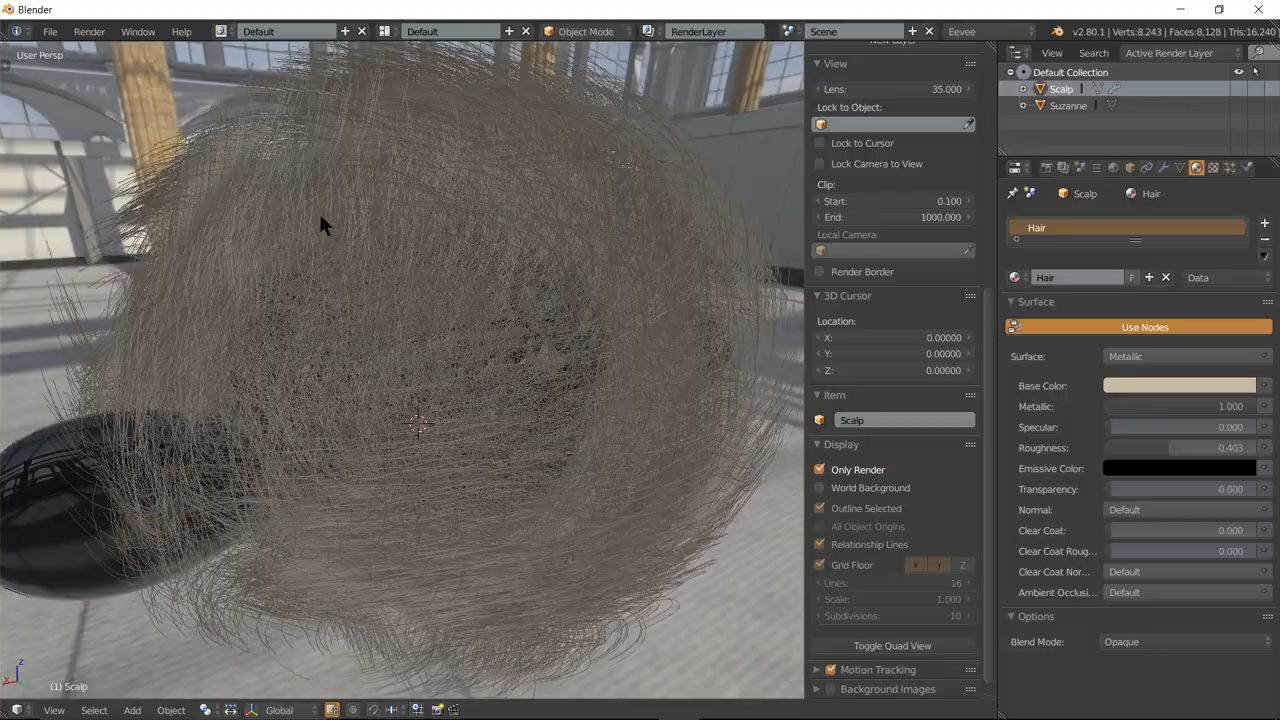 Blender
File Render Window Help Default Default Object Mode RenderLayer Scene Eevee v2.80.1 | Verts:8,243 | Faces:8,128 | Tris:16,240
User Persp
New Layer
View
Lens: 35.000
Lock to Object:
Lock to Cursor
Lock Camera to View
Clip:
Start: 0.100
End: 1000.000
Local Camera:
Render Border
3D Cursor
Location:
X: 0.00000
Y: 0.00000
Z: 0.00000
Item
Scalp
Display
Only Render
World Background
Outline Selected
All Object Origins
Relationship Lines
Grid Floor X Y Z
Lines: 16
Scale: 1.000
Subdivisions: 10
Toggle Quad View
Motion Tracking
Background Images
View Search Active Render Layer
Default Collection
Scalp
Suzanne
Scalp Hair
Hair
Hair F Data
Surface
Use Nodes
Surface: Metallic
Base Color:
Metallic: 1.000
Specular: 0.000
Roughness: 0.403
Emissive Color:
Transparency: 0.000
Normal: Default
Clear Coat: 0.000
Clear Coat Roug... 0.000
Clear Coat Nor... Default
Ambient Occlusi... Default
Options
Blend Mode: Opaque
(1) Scalp
View Select Add Object Global